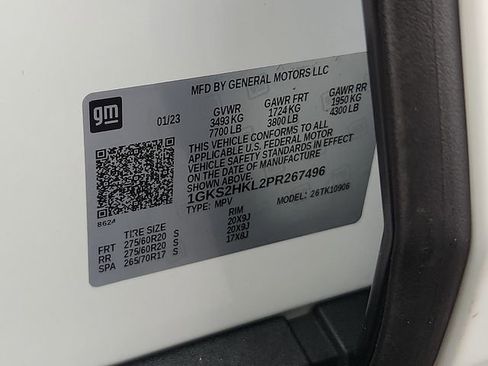 MFD BY GENERAL MOTORS LLC
gm
01/23
GVWR GAWR FRT GAWR RR
3493 KG 1724 KG 1950 KG
7700 LB 3800 LB 4300 LB
THIS VEHICLE CONFORMS TO ALL
APPLICABLE U.S. FEDERAL MOTOR
VEHICLE SAFETY STANDARDS IN EFFECT
ON THE DATE OF MANUFACTURE
1GKS2HKL2PR267496
TYPE: MPV MODEL: 26TK10906
8624
TIRE SIZE RIM
FRT 275/60R20 S 20X9J
RR 275/60R20 S 20X9J
SPA 265/70R17 S 17X8J